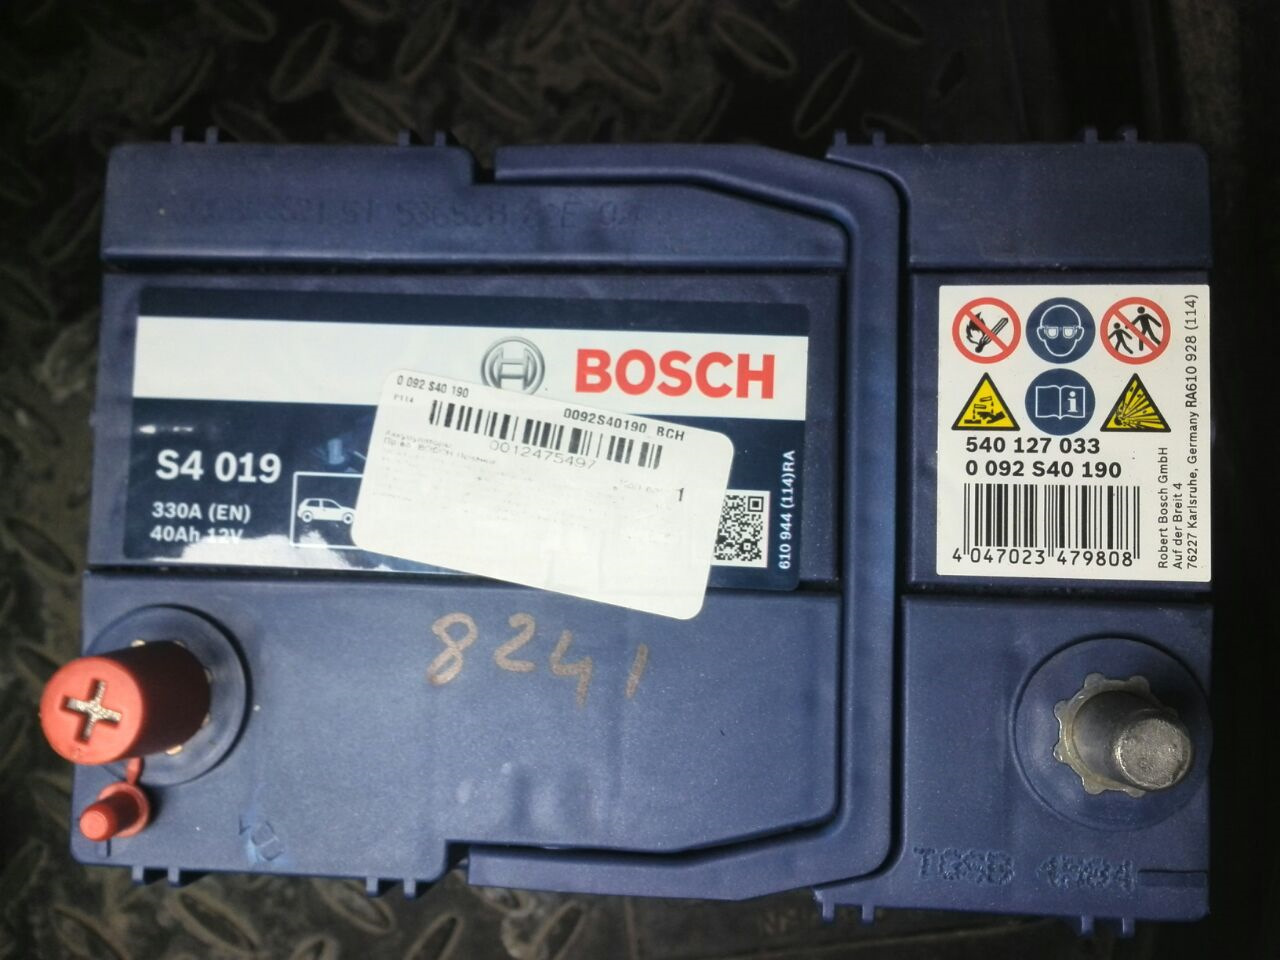 BOSCH
S4 019
330A (EN)
40Ah 12V
610 944 (114)RA
0 092 S40 190
P114
0092S40190_BCH
0012475497
1
540 127 033
0 092 S40 190
4 047023 479808
Robert Bosch GmbH
Auf der Breit 4
76227 Karlsruhe, Germany RA610 928 (114)
8241